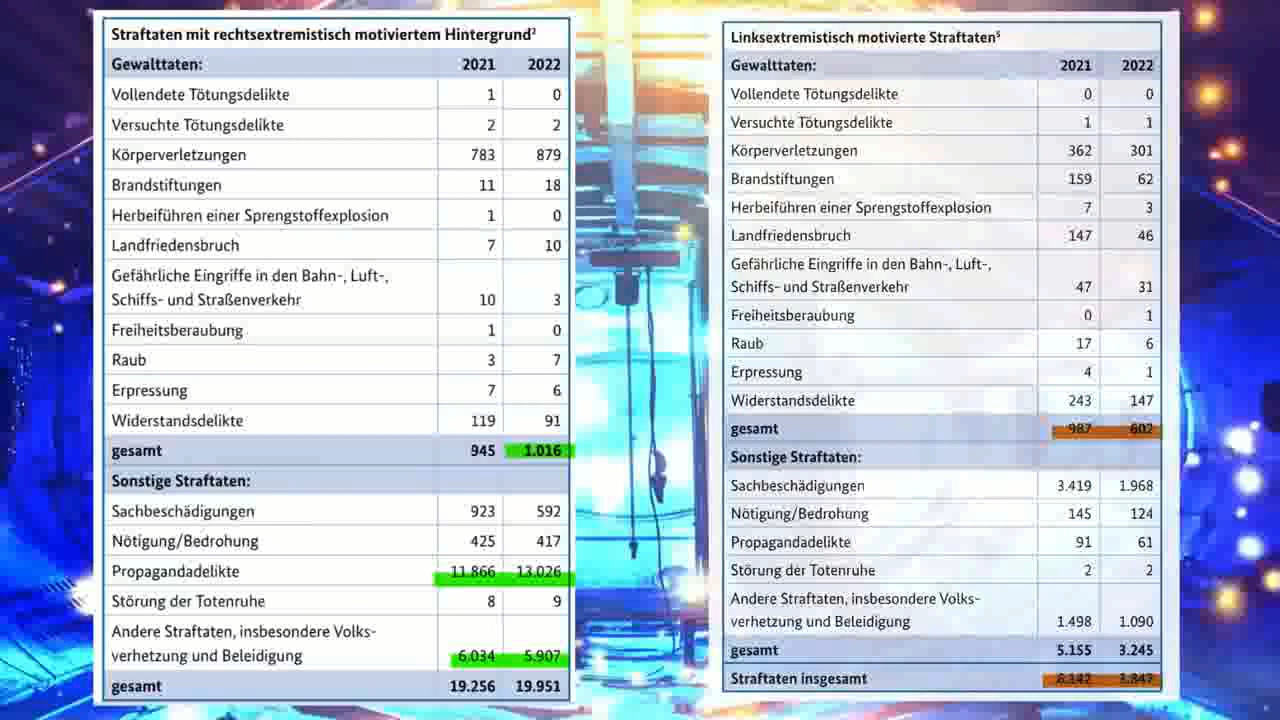 Straftaten mit rechtsextremistisch motiviertem Hintergrund²
Gewalttaten: 2021 2022
Vollendete Tötungsdelikte 1 0
Versuchte Tötungsdelikte 2 2
Körperverletzungen 783 879
Brandstiftungen 11 18
Herbeiführen einer Sprengstoffexplosion 1 0
Landfriedensbruch 7 10
Gefährliche Eingriffe in den Bahn-, Luft-,
Schiffs- und Straßenverkehr 10 3
Freiheitsberaubung 1 0
Raub 3 7
Erpressung 7 6
Widerstandsdelikte 119 91
gesamt 945 1.016
Sonstige Straftaten:
Sachbeschädigungen 923 592
Nötigung/Bedrohung 425 417
Propagandadelikte 11.866 13.026
Störung der Totenruhe 8 9
Andere Straftaten, insbesondere Volks-
verhetzung und Beleidigung 6.034 5.907
gesamt 19.256 19.951
Linksextremistisch motivierte Straftaten⁵
Gewalttaten: 2021 2022
Vollendete Tötungsdelikte 0 0
Versuchte Tötungsdelikte 1 1
Körperverletzungen 362 301
Brandstiftungen 159 62
Herbeiführen einer Sprengstoffexplosion 7 3
Landfriedensbruch 147 46
Gefährliche Eingriffe in den Bahn-, Luft-,
Schiffs- und Straßenverkehr 47 31
Freiheitsberaubung 0 1
Raub 17 6
Erpressung 4 1
Widerstandsdelikte 243 147
gesamt 987 602
Sonstige Straftaten:
Sachbeschädigungen 3.419 1.968
Nötigung/Bedrohung 145 124
Propagandadelikte 91 61
Störung der Totenruhe 2 2
Andere Straftaten, insbesondere Volks-
verhetzung und Beleidigung 1.498 1.090
gesamt 5.155 3.245
Straftaten insgesamt 6.142 3.847